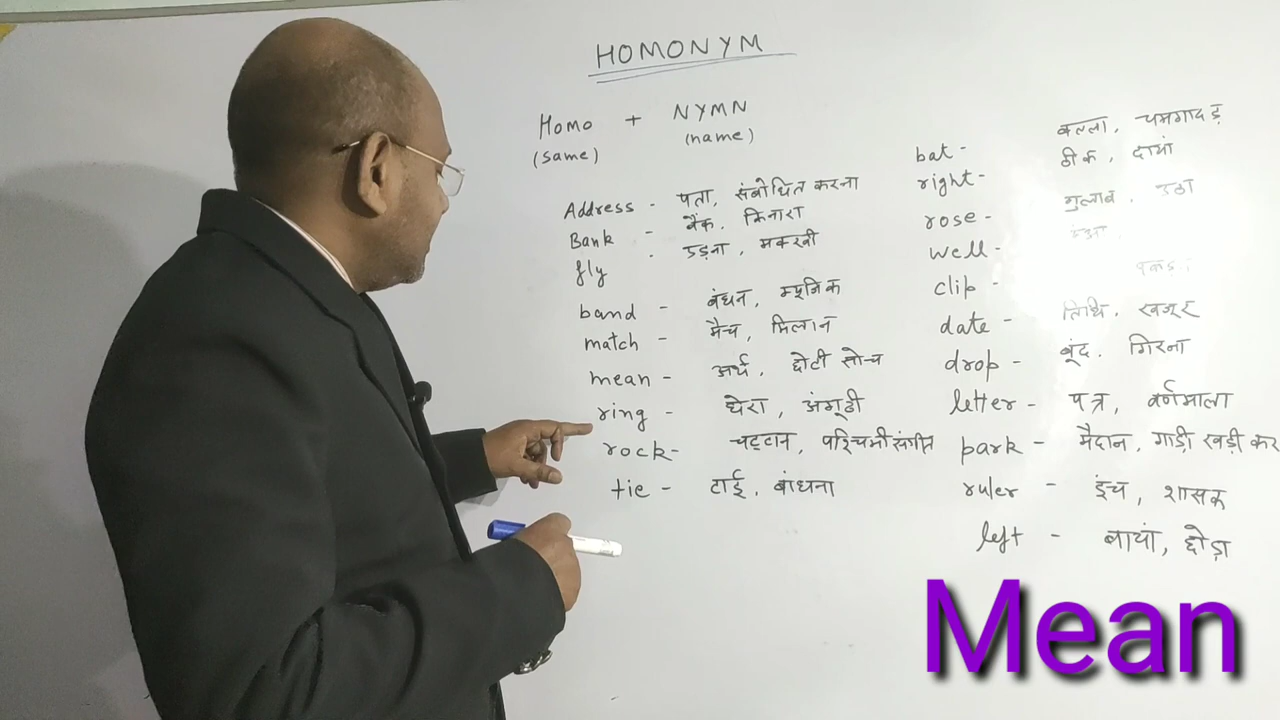 HOMONYM
HOMO + NYMN
(same) (name)
Address - पता, संबोधित करना
Bank - बैंक, किनारा
fly - उड़ना, मक्खी
band - बंधन, म्यूजिक
match - मैच, मिलान
mean - अर्थ, छोटी सोच
ring - घेरा, अंगूठी
rock - चट्टान, पश्चिमी संगीत
tie - टाई, बांधना
bat - बल्ला, चमगादड़
right - ठीक, दायां
rose - गुलाब, उठा
well -
clip -
date - तिथि, खजूर
drop - बूंद, गिरना
letter - पत्र, वर्णमाला
park - मैदान, गाड़ी खड़ी कर
ruler - इंच, शासक
left - बायां, छोड़ा
Mean